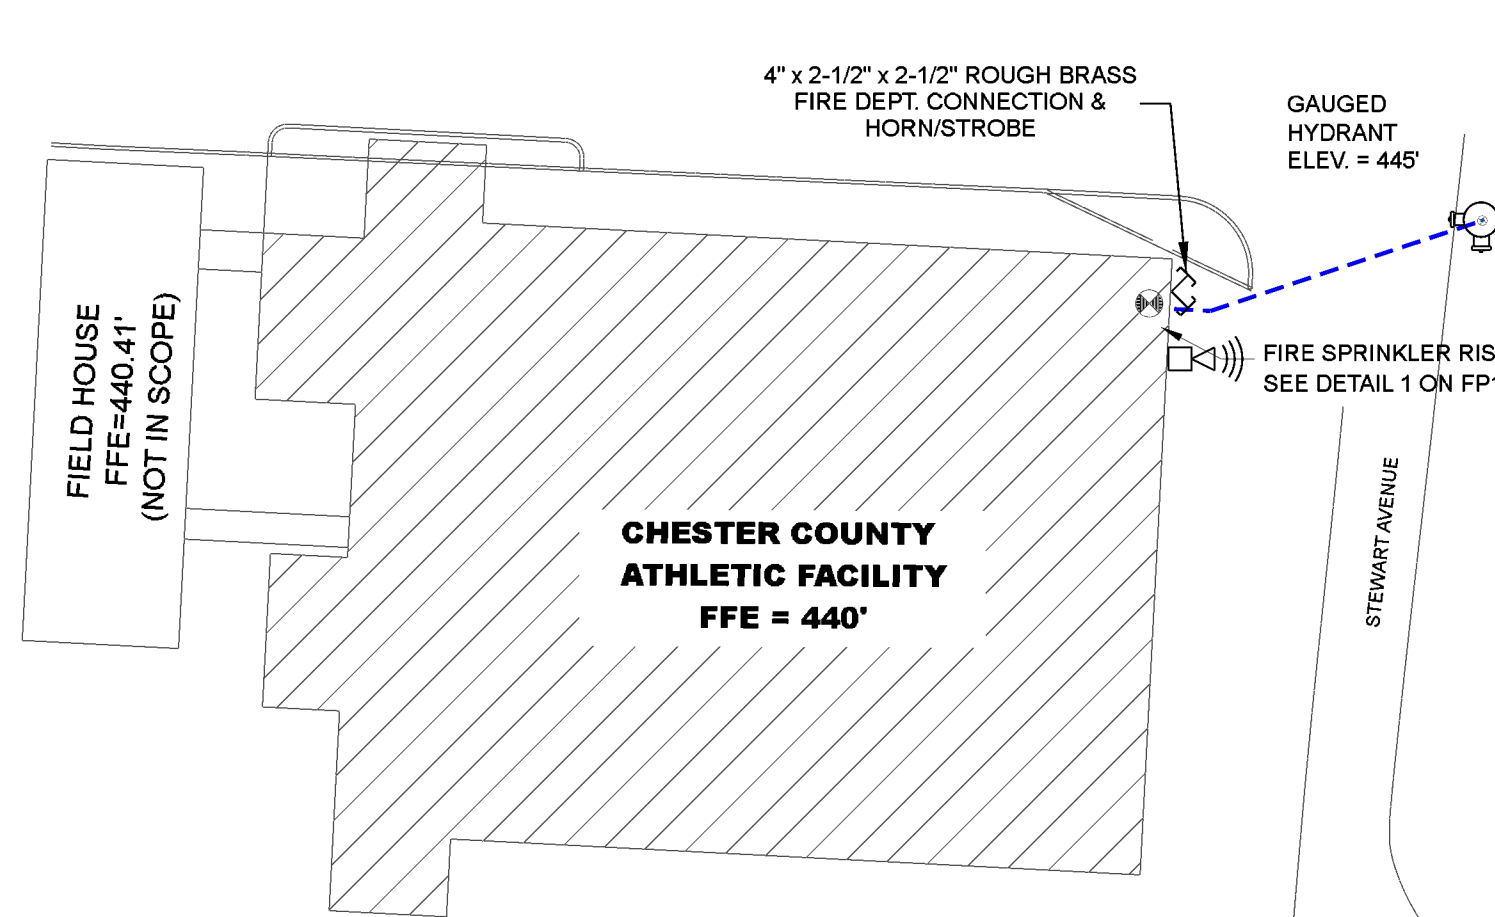 4" x 2-1/2" x 2-1/2" ROUGH BRASS
FIRE DEPT. CONNECTION &
HORN/STROBE
GAUGED
HYDRANT
ELEV. = 445'
FIRE SPRINKLER RIS
SEE DETAIL 1 ON FP1
FIELD HOUSE
FFE=440.41'
(NOT IN SCOPE)
CHESTER COUNTY
ATHLETIC FACILITY
FFE = 440'
STEWART AVENUE